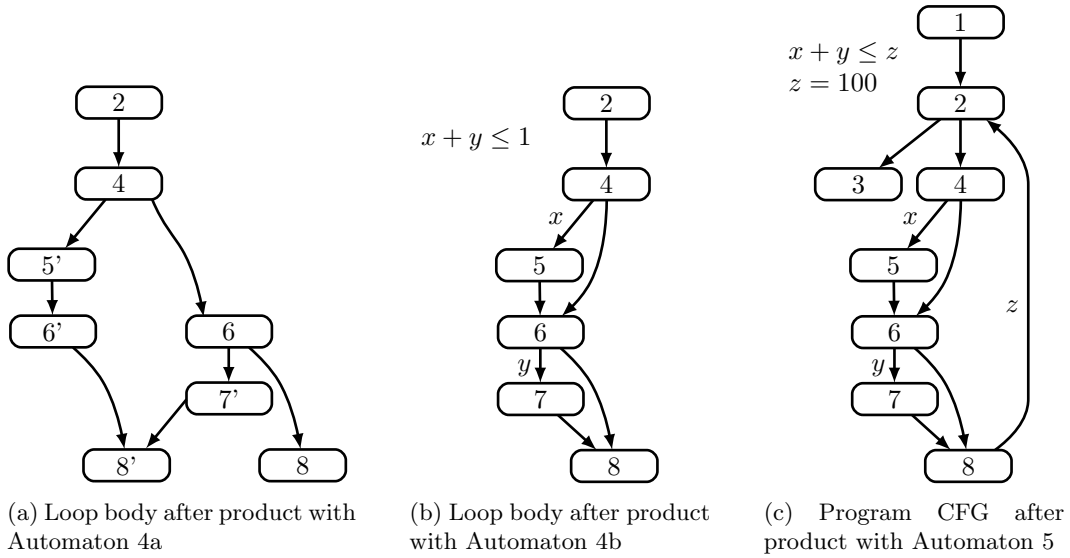 2
4
5'
6'
6
7'
8'
8
(a) Loop body after product with
Automaton 4a
x + y ≤ 1
2
4
x
5
6
y
7
8
(b) Loop body after product
with Automaton 4b
1
x + y ≤ z
z = 100
2
3
4
x
5
z
6
y
7
8
(c) Program CFG after
product with Automaton 5